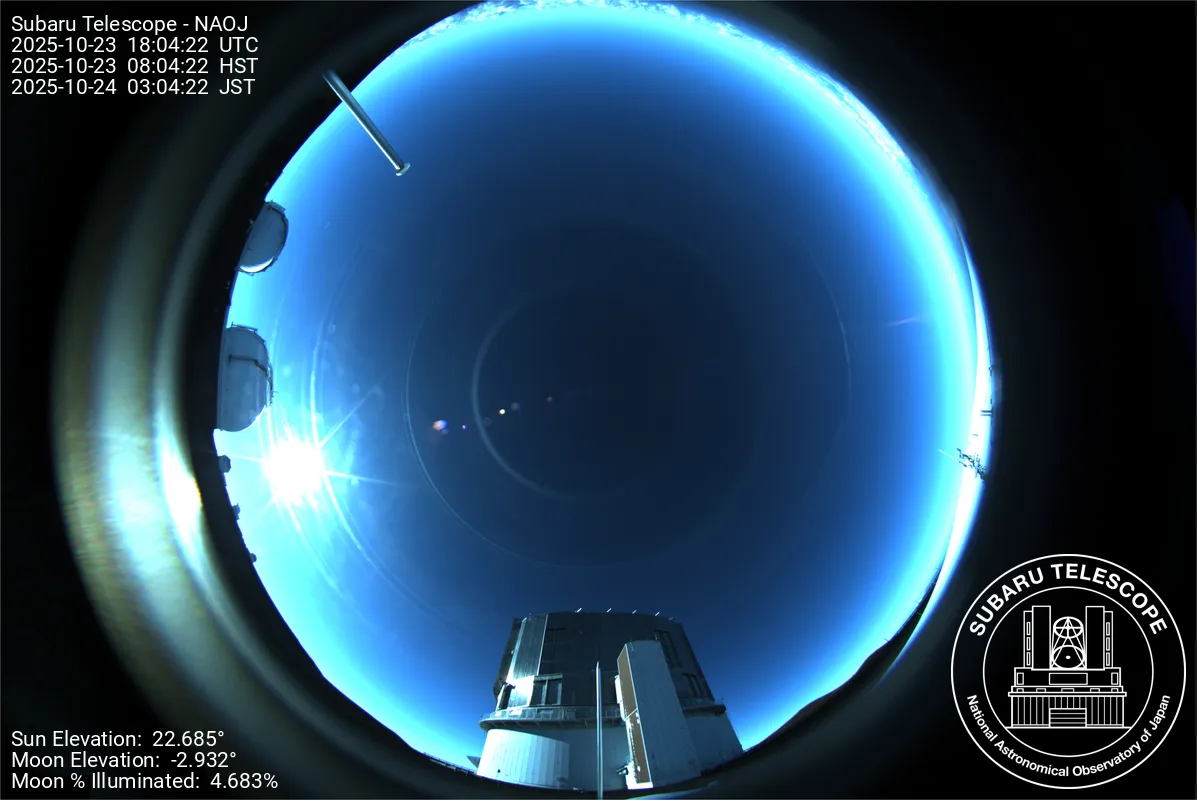 Subaru Telescope - NAOJ
2025-10-23 18:04:22 UTC
2025-10-23 08:04:22 HST
2025-10-24 03:04:22 JST
SUBARU TELESCOPE
National Astronomical Observatory of Japan
Sun Elevation: 22.685°
Moon Elevation: -2.932°
Moon % Illuminated: 4.683%